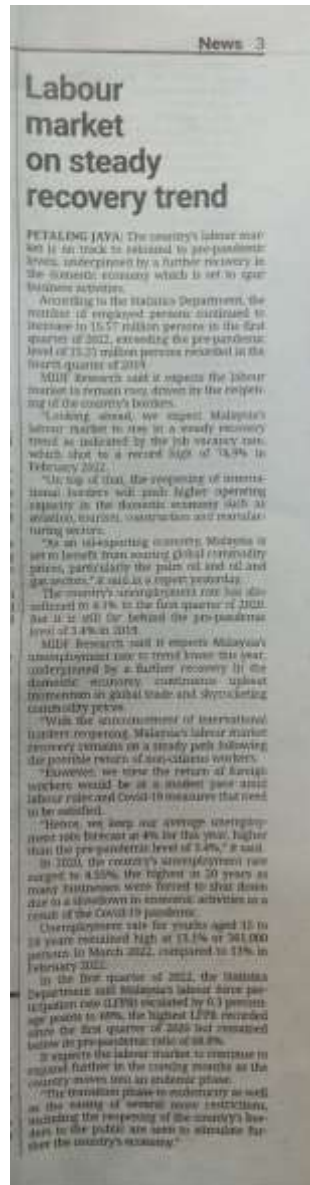 News 3
Labour
market
on steady
recovery trend
PETALING JAYA: The country's labour mar-
ket is on track to rebound to pre-pandemic
levels, underpinned by a further recovery in
the domestic economy which is set to spur
business activities.
According to the Statistics Department, the
number of employed persons continued to
increase to 15.57 million persons in the first
quarter of 2022, exceeding the pre-pandemic
level of million persons recorded in the
fourth quarter of 2019.
MIDF Research said it expects the labour
market to remain rosy, driven by the reopen-
ing of the country's borders.
"Looking ahead, we expect Malaysia's
labour market to stay in a steady recovery
trend as indicated by the job vacancy rate,
which shot to a record high of 74.9% in
February 2022.
"On top of that, the reopening of interna-
tional borders will push higher operating
capacity in the domestic economy such as
aviation, tourism, construction and manufac-
turing sectors.
"As an oil-exporting economy, Malaysia is
set to benefit from soaring global commodity
prices, particularly the palm oil and oil and
gas sectors," it said in a report yesterday.
The country's unemployment rate has also
softened to 4.1% in the first quarter of
But it is still far behind the pre-pandemic
level of 3.4% in 2019.
MIDF Research said it expects Malaysia's
unemployment rate to trend lower this year,
underpinned by a further recovery in the
domestic economy, continuous upbeat
momentum in global trade and skyrocketing
commodity prices.
"With the announcement of international
borders reopening, Malaysia's labour market
recovery remains on a steady path following
the possible return of non-citizens workers.
"However, we view the return of foreign
workers would be at a modest pace amid
labour rules and Covid-19 measures that need
to be satisfied.
"Hence, we keep our average unemploy-
ment rate forecast at 4% for this year, higher
than the pre-pandemic level of 3.4%," it said.
In 2020, the country's unemployment rate
surged to 4.55%, the highest in 20 years as
many businesses were forced to shut down
due to a slowdown in economic activities as a
result of the Covid-19 pandemic.
Unemployment rate for youths aged 15 to
24 years remained high at or
persons in March 2022, compared to 13% in
February 2022.
In the first quarter of 2022, the Statistics
Department said Malaysia's labour force par-
ticipation rate (LFPR) escalated by 0.3 percent-
age points to 69%, the highest LFPR recorded
since the first quarter of 2020 but remained
below its pre-pandemic ratio of
It expects the labour market to continue to
expand further in the coming months as the
country moves into an endemic phase.
"The transition phase to endemicity as well
as the easing of several more restrictions,
including the reopening of the country's bor-
ders to the public are seen to stimulate fur-
ther the country's economy."